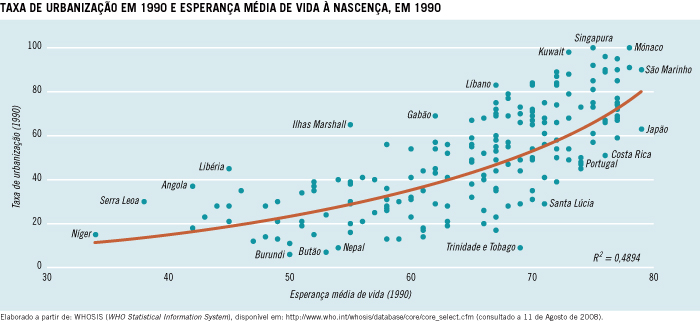 TAXA DE URBANIZAÇÃO EM 1990 E ESPERANÇA MÉDIA DE VIDA À NASCENÇA, EM 1990
Singapura
100
Kuwait
Mónaco
São Marinho
80
Líbano
Gabão
Ilhas Marshall
Japão
60
Costa Rica
Libéria
Portugal
40
Angola
Serra Leoa
Santa Lúcia
20
Níger
Burundi
Butão
Nepal
Trinidade e Tobago
R² = 0,4894
0
Taxa de urbanização (1990)
30 40 50 60 70 80
Esperança média de vida (1990)
Elaborado a partir de: WHOSIS (WHO Statistical Information System), disponível em: http://www.who.int/whosis/database/core/core_select.cfm (consultado a 11 de Agosto de 2008).